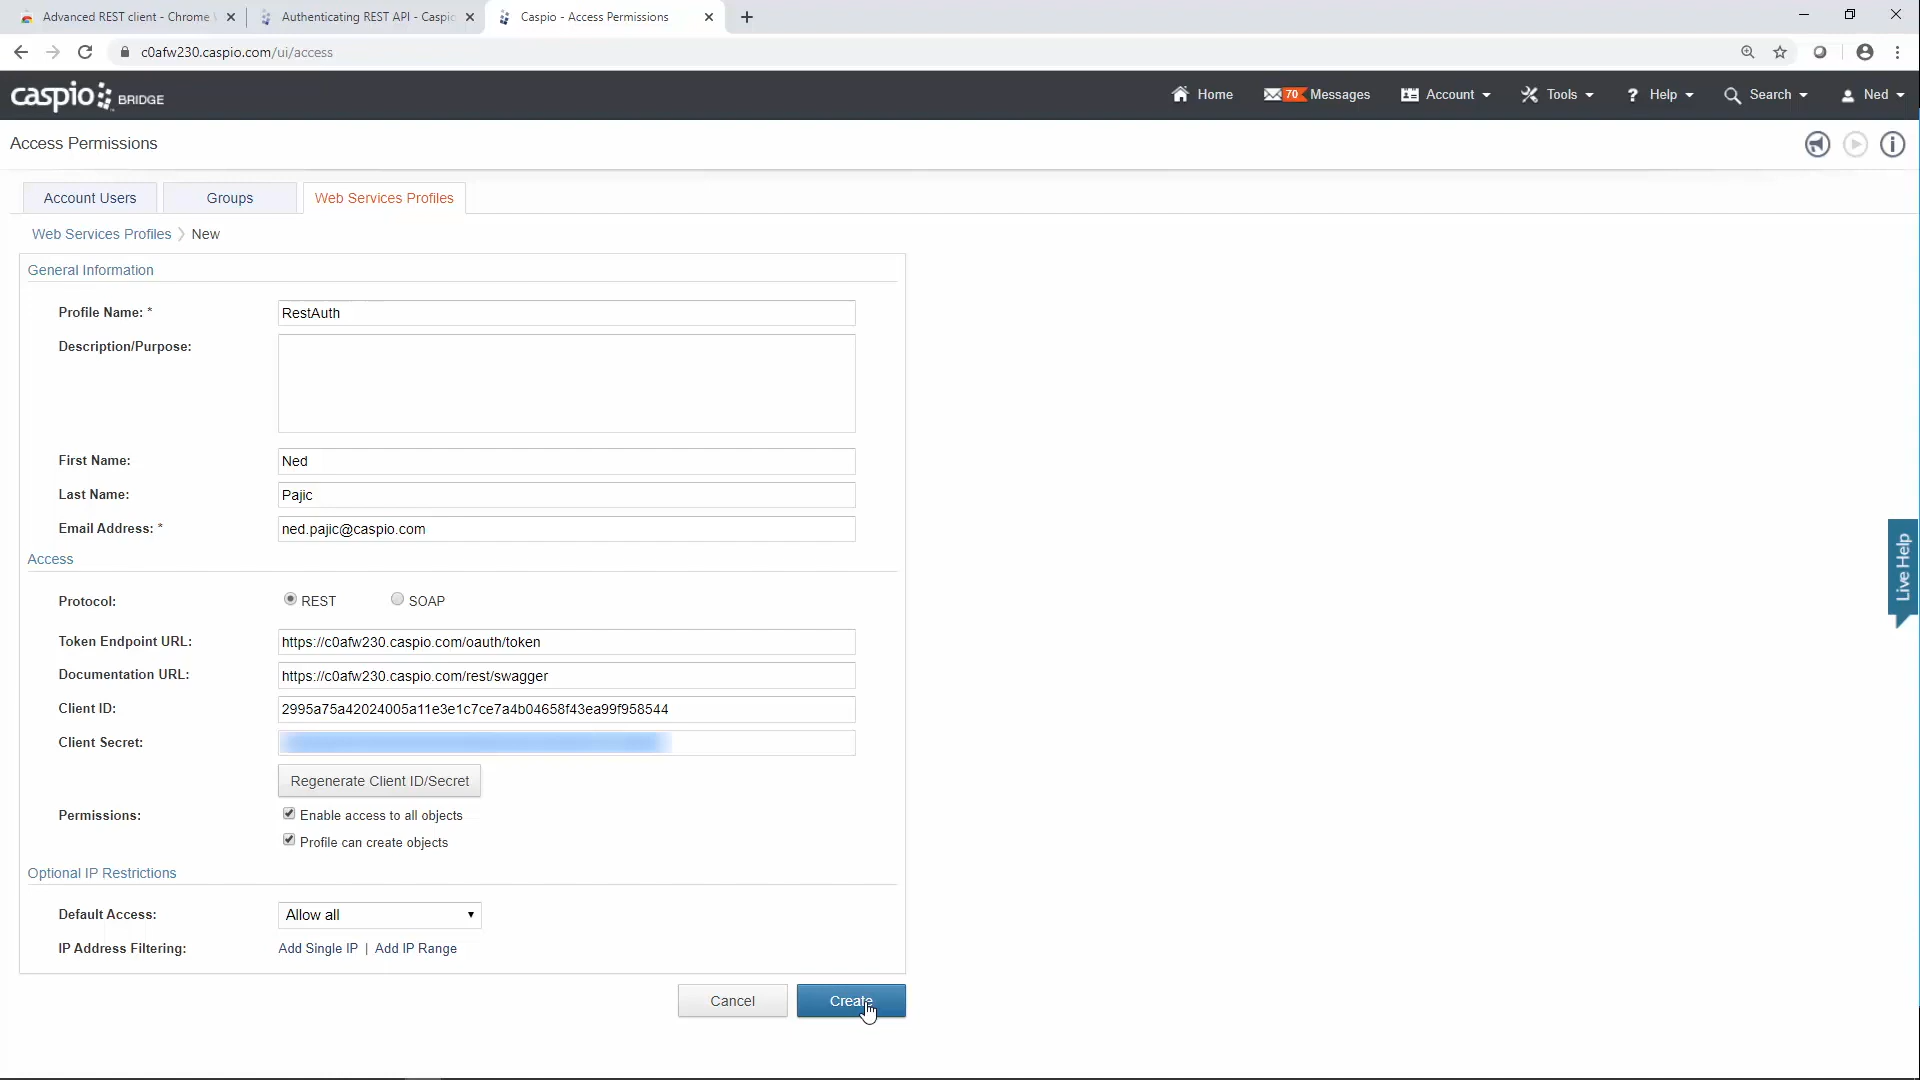 Advanced REST client - Chrome
Authenticating REST API - Caspio
Caspio - Access Permissions
c0afw230.caspio.com/ui/access
caspio BRIDGE
Home
70 Messages
Account
Tools
? Help
Search
Ned
Access Permissions
Account Users
Groups
Web Services Profiles
Web Services Profiles
New
General Information
Profile Name: *
RestAuth
Description/Purpose:
First Name:
Ned
Last Name:
Pajic
Email Address: *
ned.pajic@caspio.com
Access
Protocol:
REST
SOAP
Token Endpoint URL:
https://c0afw230.caspio.com/oauth/token
Documentation URL:
https://c0afw230.caspio.com/rest/swagger
Client ID:
2995a75a42024005a11e3e1c7ce7a4b04658f43ea99f958544
Client Secret:
Regenerate Client ID/Secret
Permissions:
Enable access to all objects
Profile can create objects
Optional IP Restrictions
Default Access:
Allow all
IP Address Filtering:
Add Single IP | Add IP Range
Cancel
Create
Live Help